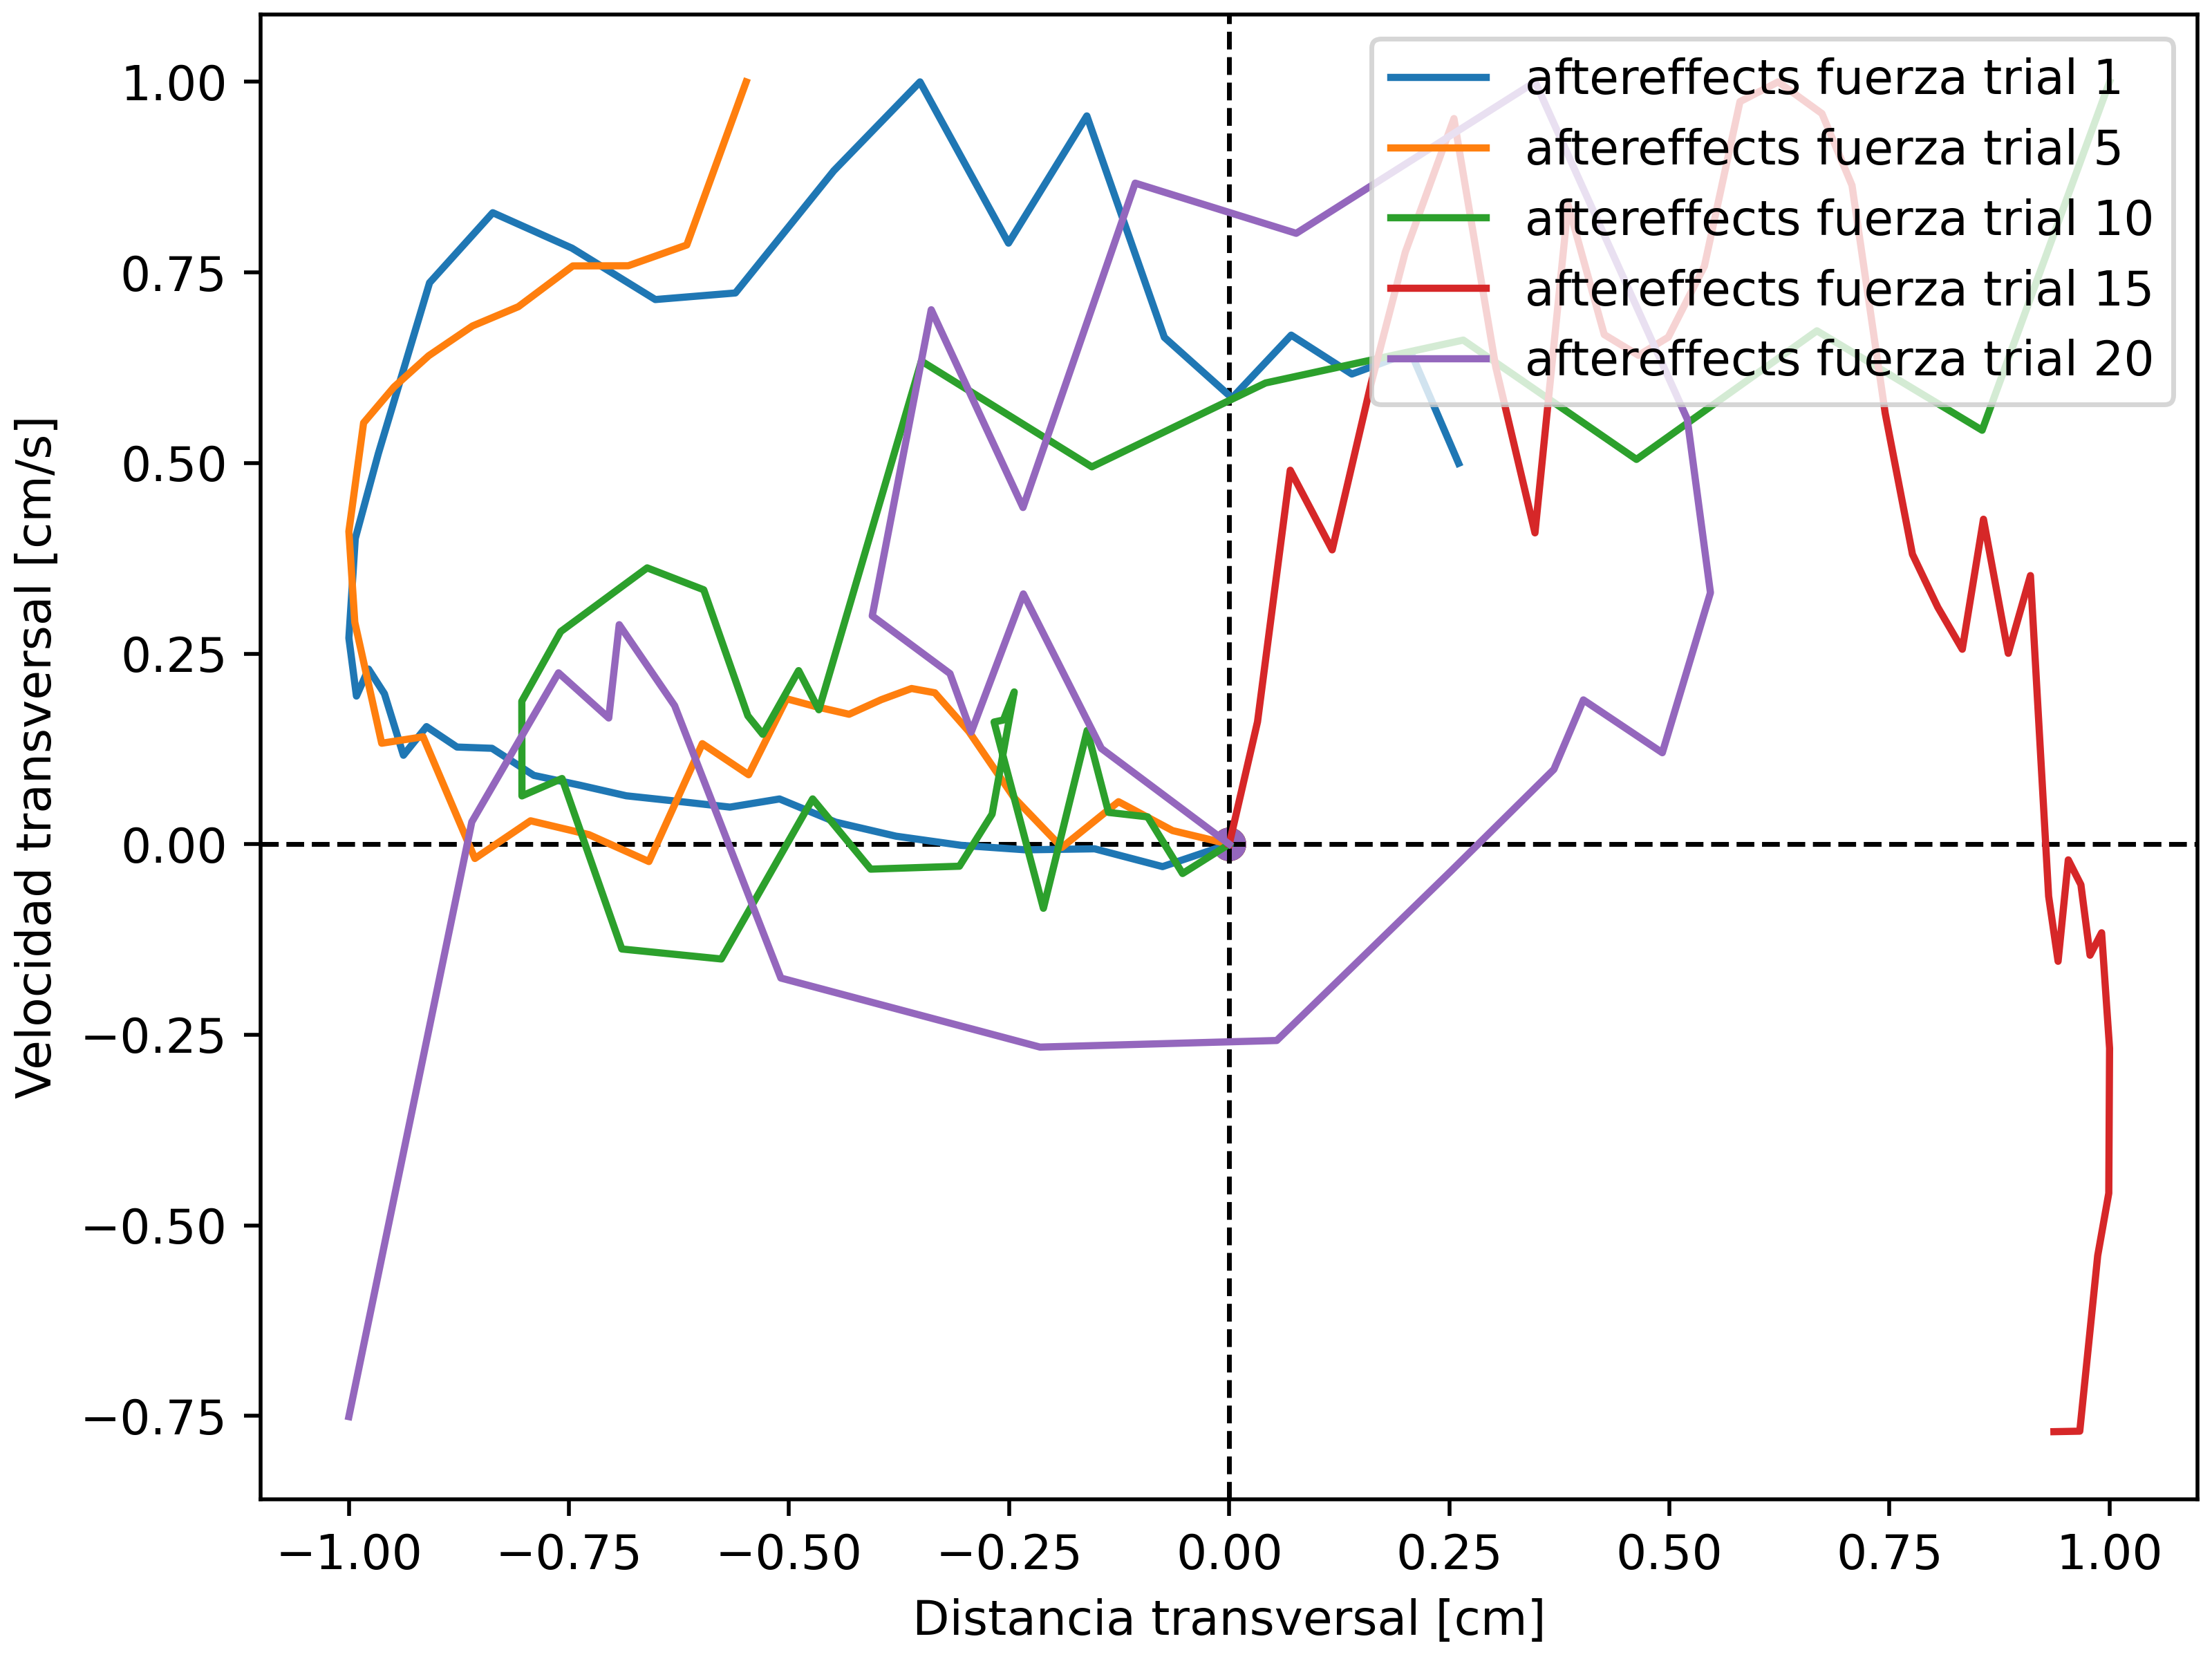 aftereffects fuerza trial 1
aftereffects fuerza trial 5
aftereffects fuerza trial 10
aftereffects fuerza trial 15
aftereffects fuerza trial 20
Velocidad transversal [cm/s]
1.00
0.75
0.50
0.25
0.00
−0.25
−0.50
−0.75
−1.00 −0.75 −0.50 −0.25 0.00 0.25 0.50 0.75 1.00
Distancia transversal [cm]